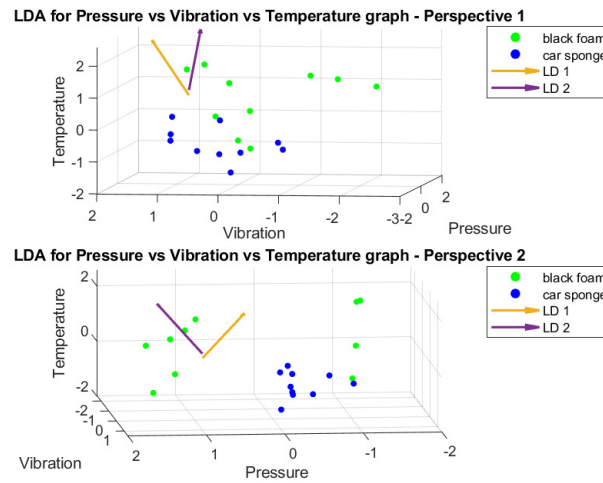 LDA for Pressure vs Vibration vs Temperature graph - Perspective 1
black foam
car sponge
LD 1
LD 2
Temperature
2
1
0
-1
-2
2
1
0
-1
-2
-3
-2
0
2
Vibration
Pressure
LDA for Pressure vs Vibration vs Temperature graph - Perspective 2
black foam
car sponge
LD 1
LD 2
Temperature
2
0
-2
-2
-1
0
1
2
1
0
-1
-2
Vibration
Pressure